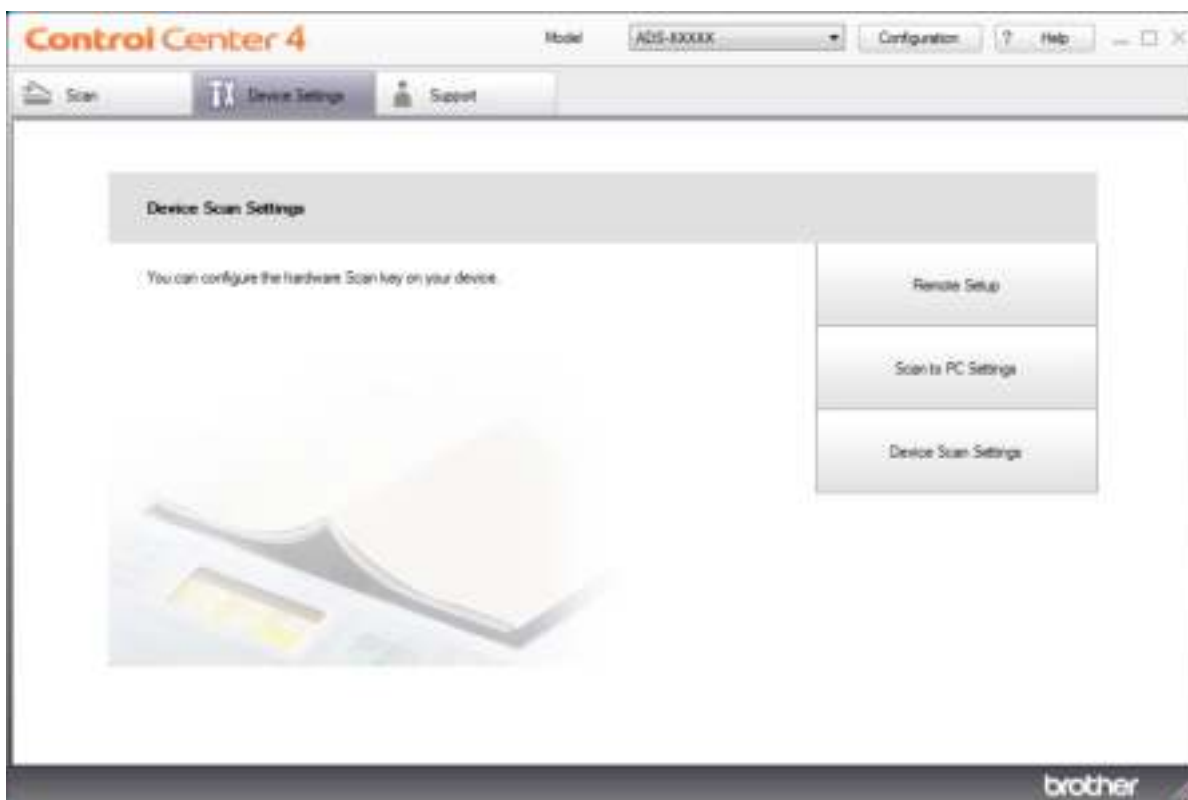 Control Center 4 Model ADS-XXXXX Configuration ? Help
Scan Device Settings Support
Device Scan Settings
You can configure the hardware Scan key on your device.
Remote Setup
Scan to PC Settings
Device Scan Settings
brother